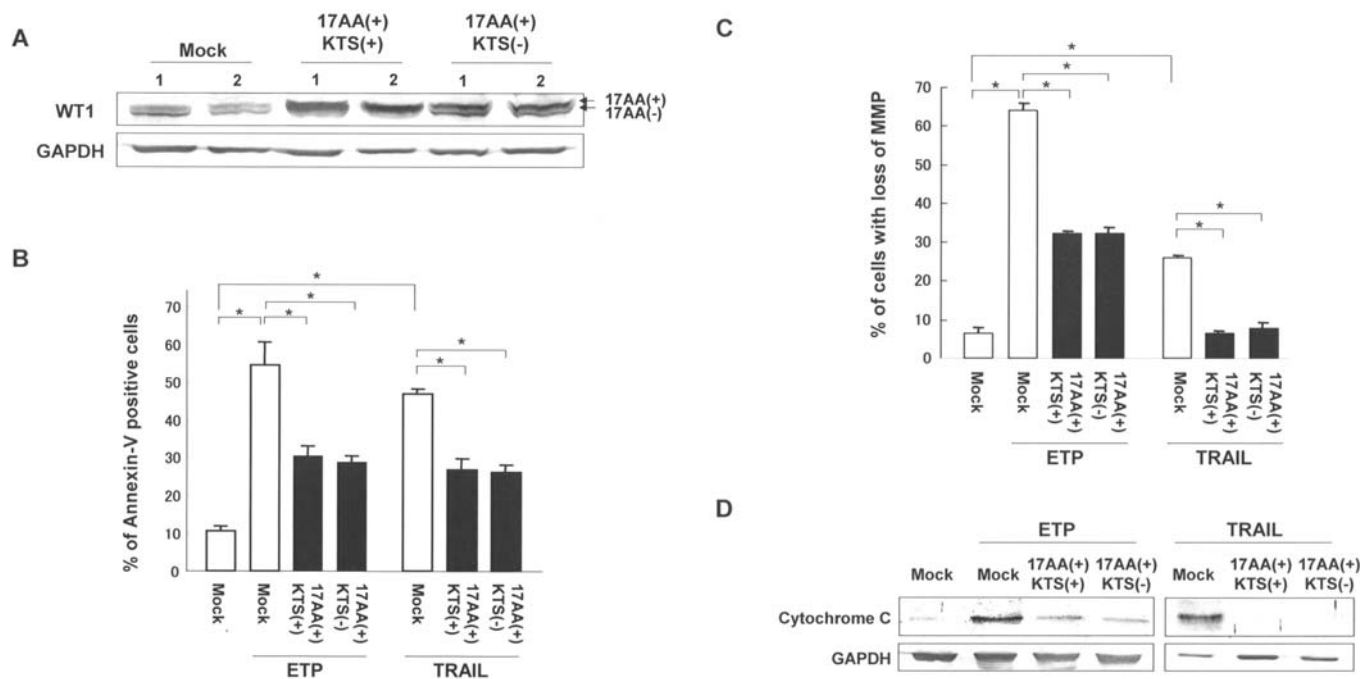 A
Mock
17AA(+)
KTS(+)
17AA(+)
KTS(-)
1 2 1 2 1 2
WT1
17AA(+)
17AA(-)
GAPDH
B
% of Annexin-V positive cells
70
60
50
40
30
20
10
0
*
*
*
*
*
*
Mock
Mock
17AA(+)
KTS(+)
17AA(+)
KTS(-)
Mock
17AA(+)
KTS(+)
17AA(+)
KTS(-)
ETP
TRAIL
C
% of cells with loss of MMP
70
60
50
40
30
20
10
0
*
*
*
*
*
*
Mock
Mock
17AA(+)
KTS(+)
17AA(+)
KTS(-)
Mock
17AA(+)
KTS(+)
17AA(+)
KTS(-)
ETP
TRAIL
D
ETP
TRAIL
Mock
Mock
17AA(+)
KTS(+)
17AA(+)
KTS(-)
Mock
17AA(+)
KTS(+)
17AA(+)
KTS(-)
Cytochrome C
GAPDH